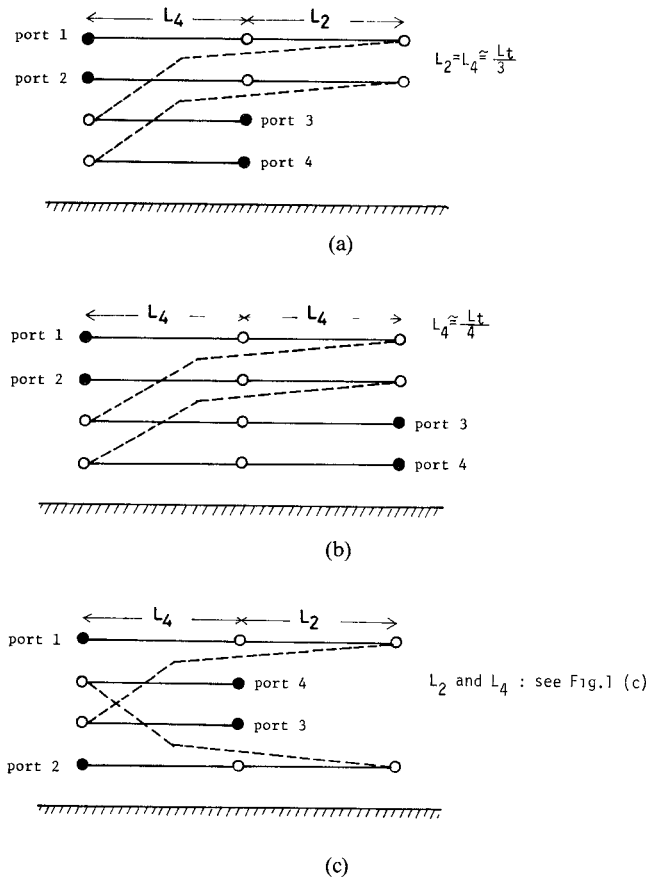 L4 L2
port 1
L2=L4≅Lt/3
port 2
port 3
port 4
(a)
L4 L4
port 1
L4≅Lt/4
port 2
port 3
port 4
(b)
L4 L2
port 1
port 4
L2 and L4 : see Fig.1 (c)
port 3
port 2
(c)